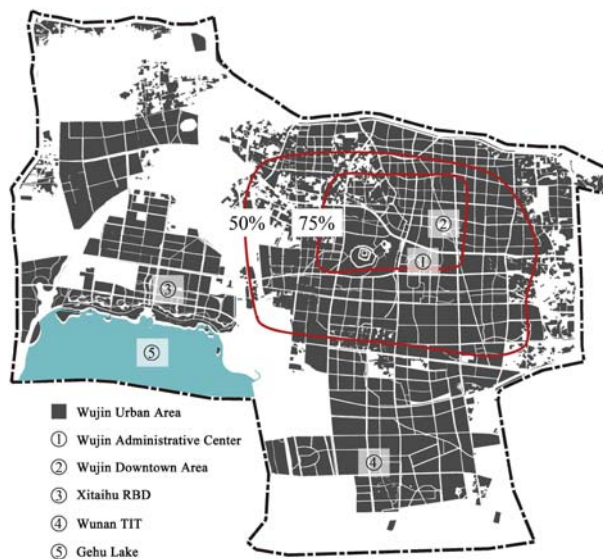 50%
75%
②
①
③
⑤
④
Wujin Urban Area
① Wujin Administrative Center
② Wujin Downtown Area
③ Xitaihu RBD
④ Wunan TIT
⑤ Gehu Lake